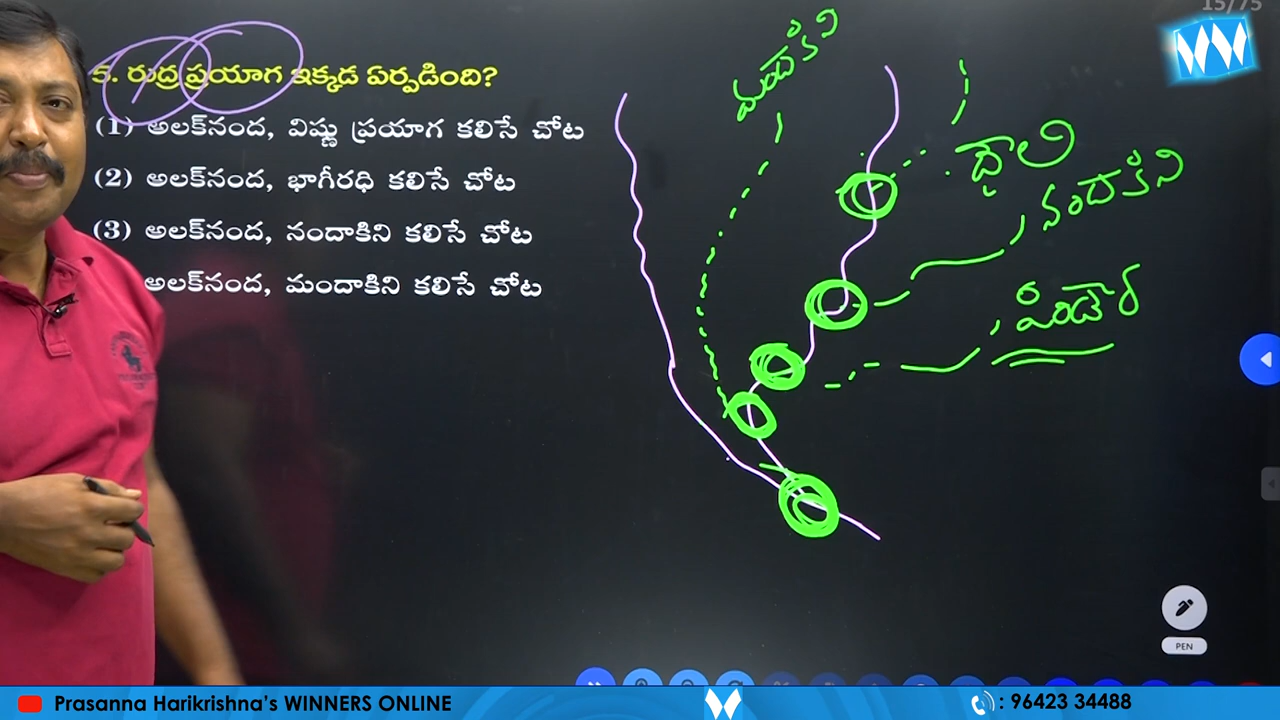 15/75
5. రుద్ర ప్రయాగ ఇక్కడ ఏర్పడింది?
(1) అలక్‌నంద, విష్ణు ప్రయాగ కలిసే చోట
(2) అలక్‌నంద, భాగీరధి కలిసే చోట
(3) అలక్‌నంద, నందాకిని కలిసే చోట
అలక్‌నంద, మందాకిని కలిసే చోట
మందాకిని
ధౌలి
నందాకిని
పిండార
W
PEN
Prasanna Harikrishna's WINNERS ONLINE
W
: 96423 34488